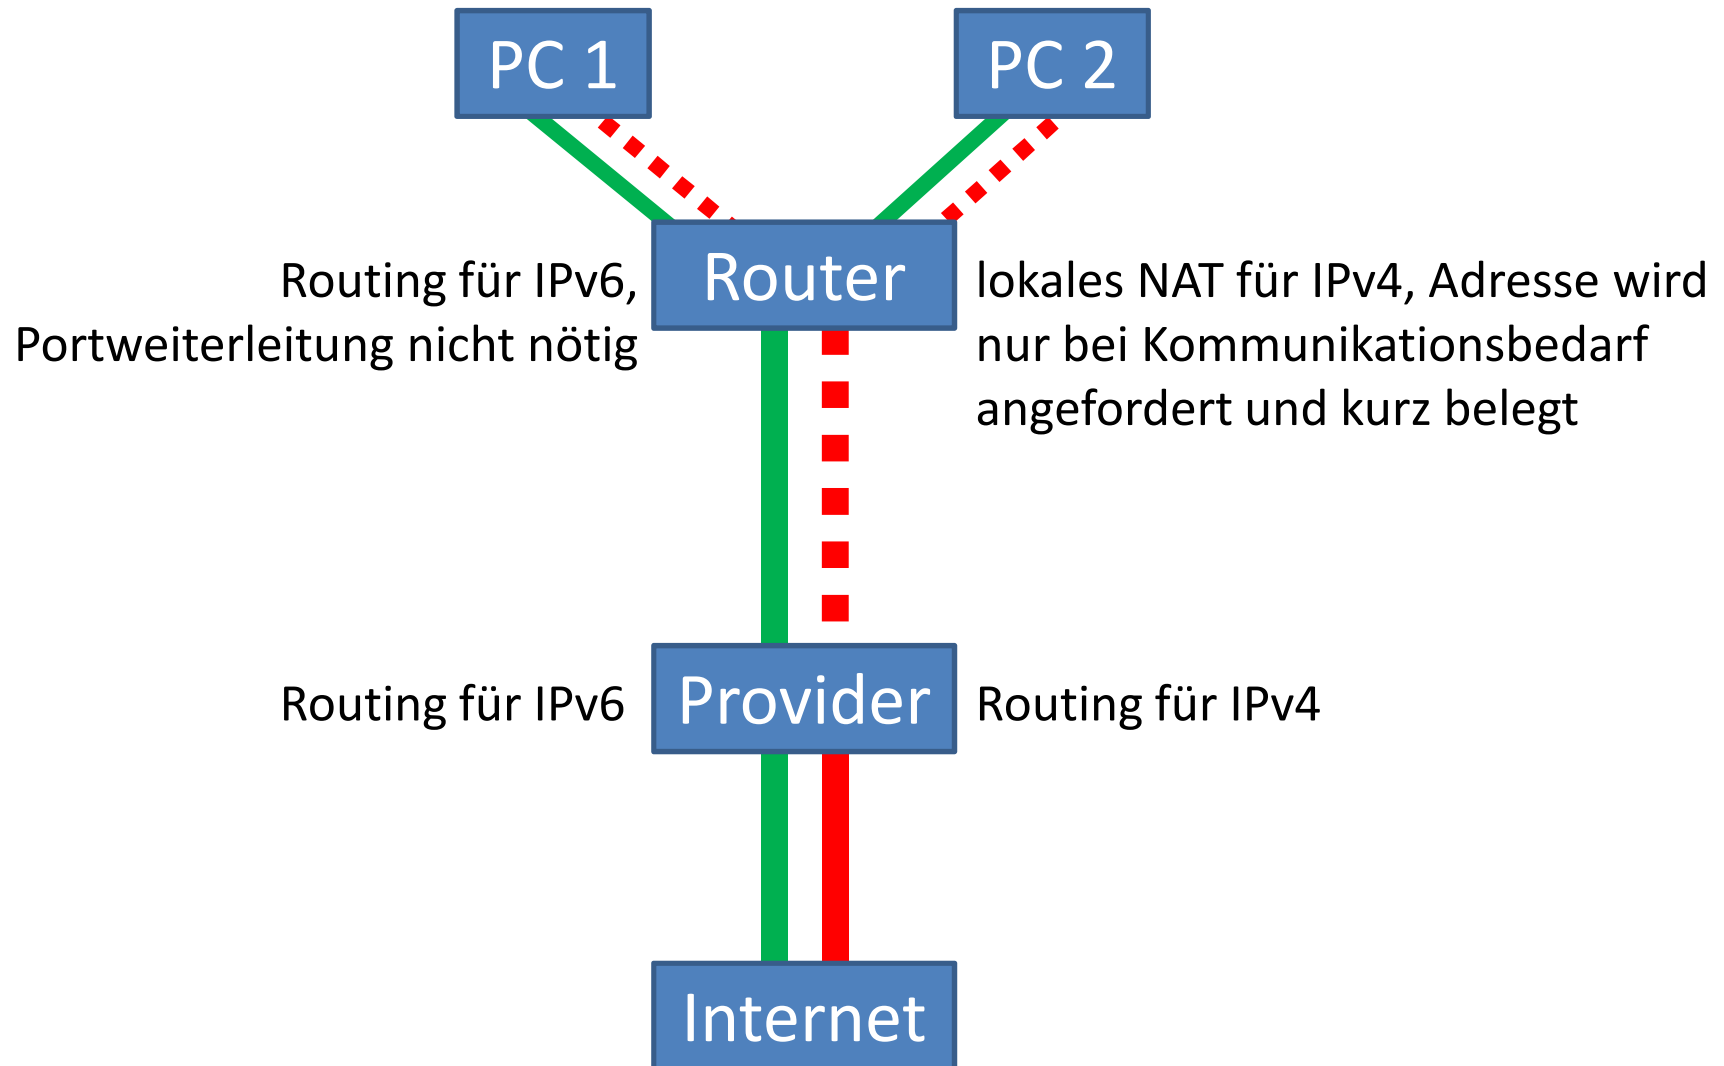 PC 1
PC 2
Router
Routing für IPv6,
Portweiterleitung nicht nötig
lokales NAT für IPv4, Adresse wird
nur bei Kommunikationsbedarf
angefordert und kurz belegt
Routing für IPv6
Provider
Routing für IPv4
Internet